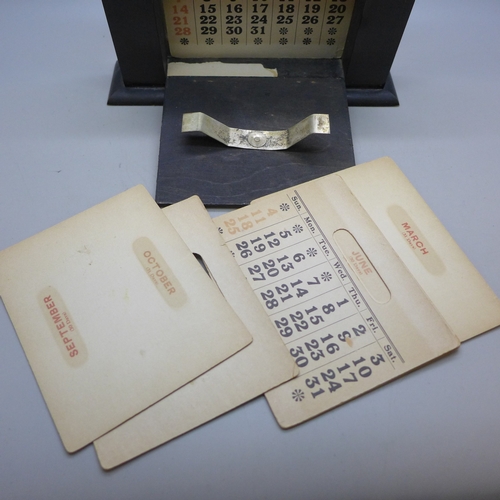 14 15 16 17 18 19 20
21 22 23 24 25 26 27
28 29 30 31
OCTOBER
SEPTEMBER
JUNE
MARCH
Sun. Mon. Tue. Wed. Thu. Fri. Sat.
1 2 3
4 5 6 7 8 9 10
11 12 13 14 15 16 17
18 19 20 21 22 23 24
25 26 27 28 29 30 31